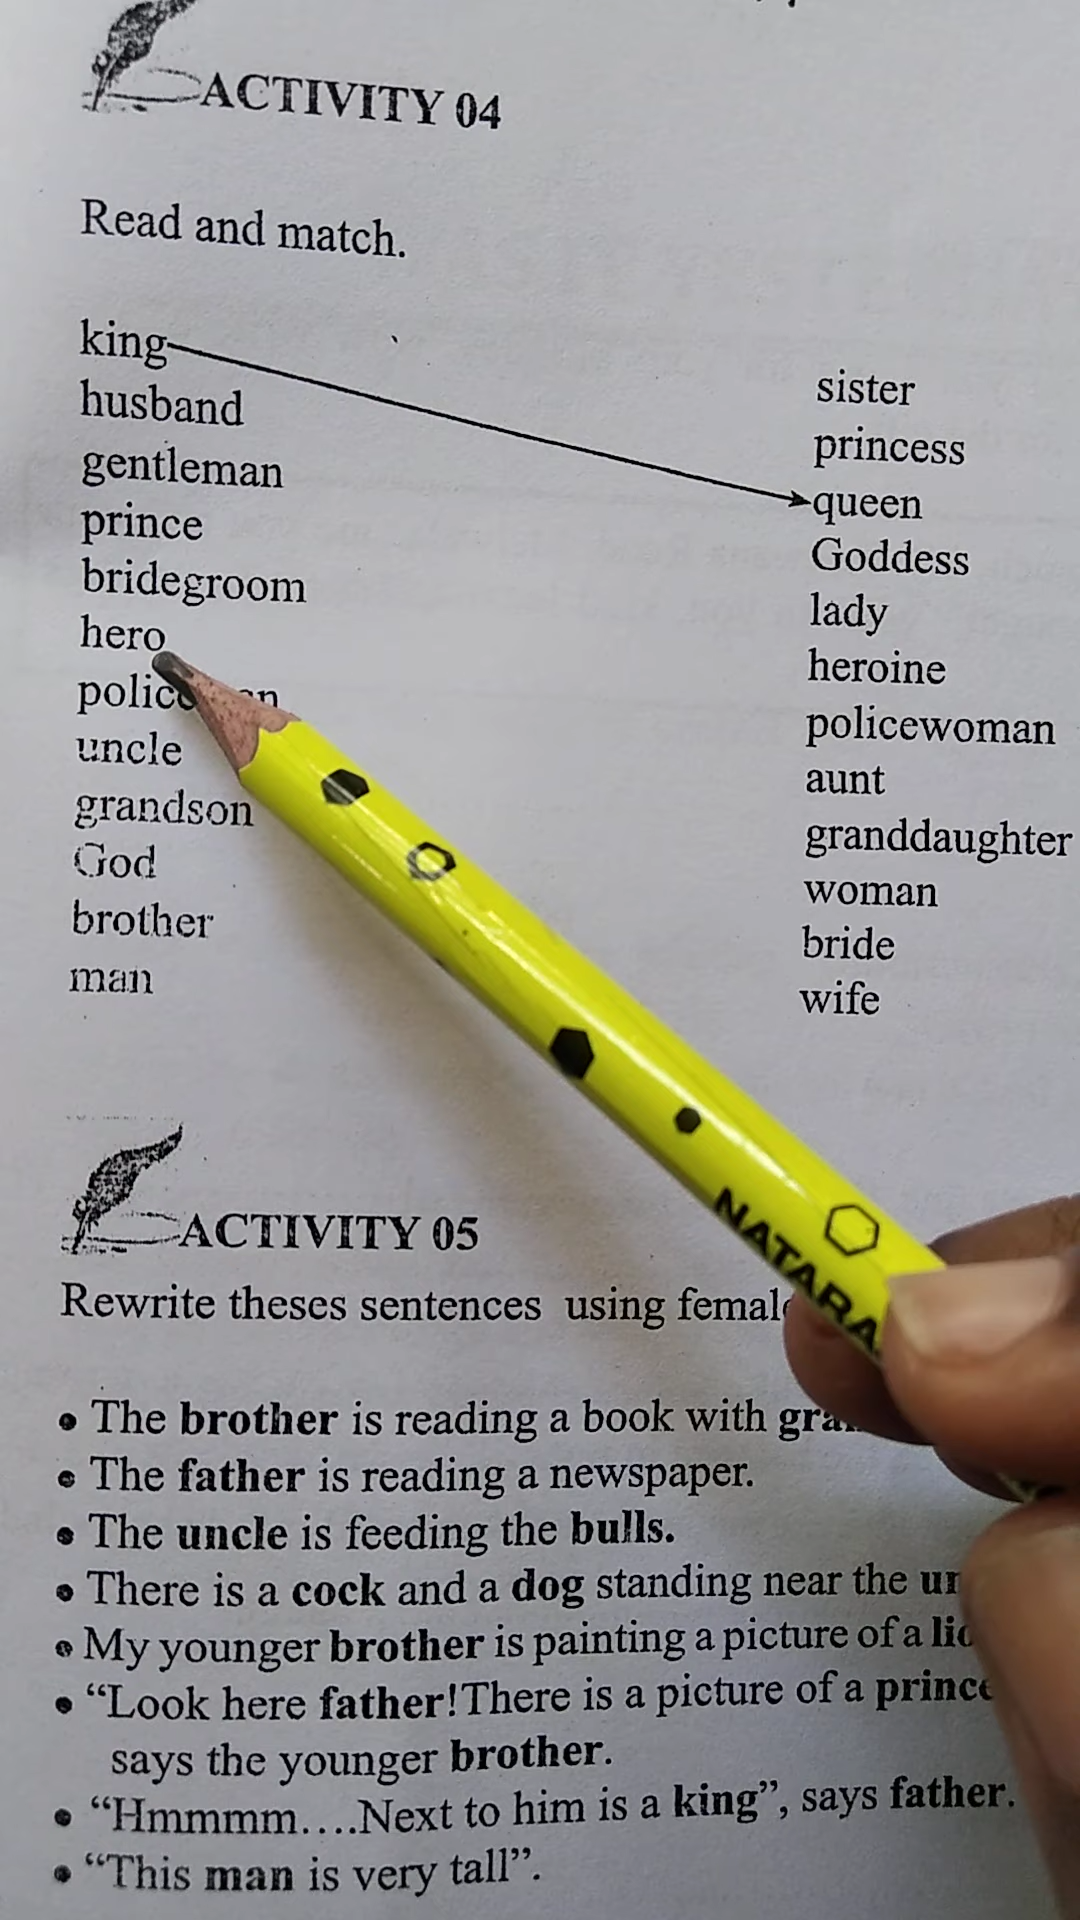 ACTIVITY 04
Read and match.
king
husband
gentleman
prince
bridegroom
hero
uncle
grandson
God
brother
man
sister
princess
queen
Goddess
lady
heroine
policewoman
aunt
granddaughter
woman
bride
wife
NATARA
ACTIVITY 05
Rewrite theses sentences using
• The brother is reading a book with
• The father is reading a newspaper.
• The uncle is feeding the bulls.
• There is a cock and a dog standing near the
• My younger brother is painting a picture of a
• “Look here father!There is a picture of a
says the younger brother.
• “Hmmmm....Next to him is a king”, says father.
• “This man is very tall”.